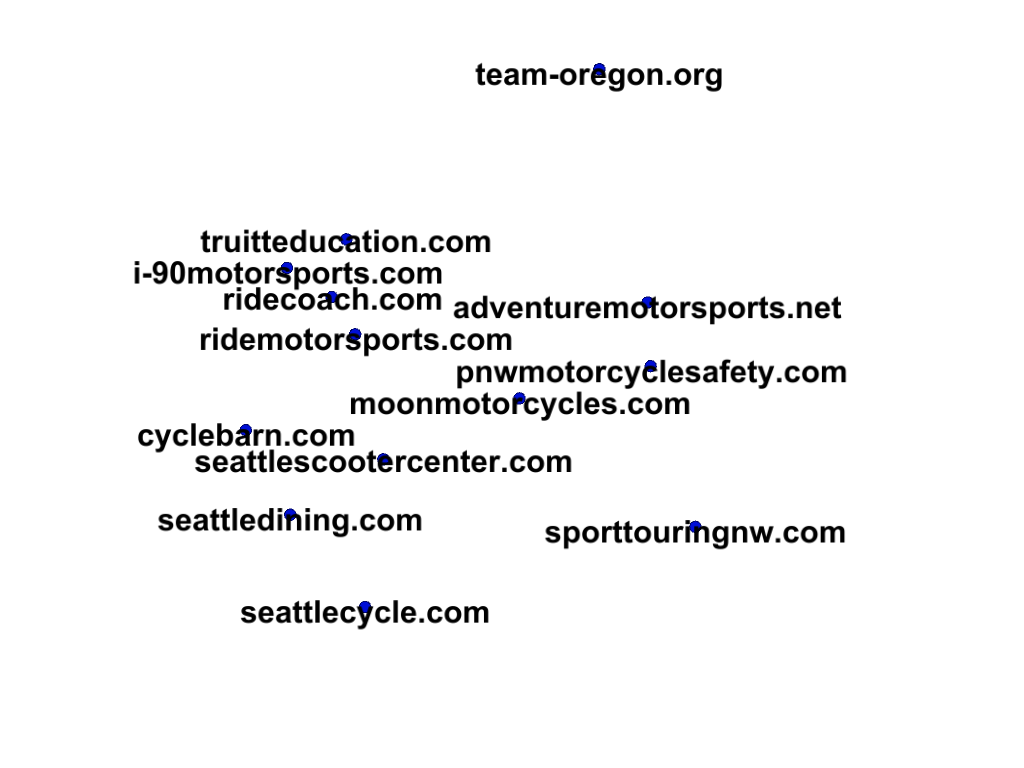 team-oregon.org
truitteducation.com
i-90motorsports.com
ridecoach.com
adventuremotorsports.net
ridemotorsports.com
pnwmotorcyclesafety.com
moonmotorcycles.com
cyclebarn.com
seattlescootercenter.com
seattledining.com
sporttouringnw.com
seattlecycle.com